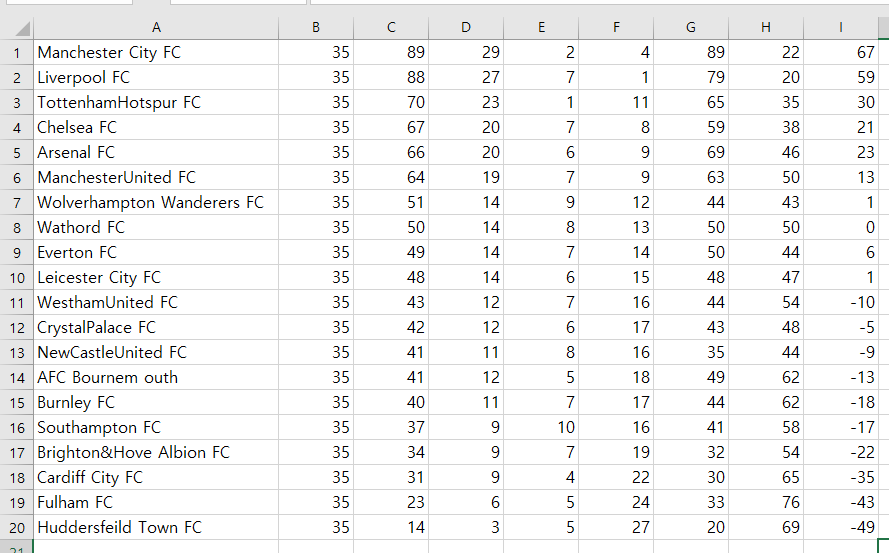 A B C D E F G H I
1 Manchester City FC 35 89 29 2 4 89 22 67
2 Liverpool FC 35 88 27 7 1 79 20 59
3 TottenhamHotspur FC 35 70 23 1 11 65 35 30
4 Chelsea FC 35 67 20 7 8 59 38 21
5 Arsenal FC 35 66 20 6 9 69 46 23
6 ManchesterUnited FC 35 64 19 7 9 63 50 13
7 Wolverhampton Wanderers FC 35 51 14 9 12 44 43 1
8 Wathord FC 35 50 14 8 13 50 50 0
9 Everton FC 35 49 14 7 14 50 44 6
10 Leicester City FC 35 48 14 6 15 48 47 1
11 WesthamUnited FC 35 43 12 7 16 44 54 -10
12 CrystalPalace FC 35 42 12 6 17 43 48 -5
13 NewCastleUnited FC 35 41 11 8 16 35 44 -9
14 AFC Bournem outh 35 41 12 5 18 49 62 -13
15 Burnley FC 35 40 11 7 17 44 62 -18
16 Southampton FC 35 37 9 10 16 41 58 -17
17 Brighton&Hove Albion FC 35 34 9 7 19 32 54 -22
18 Cardiff City FC 35 31 9 4 22 30 65 -35
19 Fulham FC 35 23 6 5 24 33 76 -43
20 Huddersfeild Town FC 35 14 3 5 27 20 69 -49
21